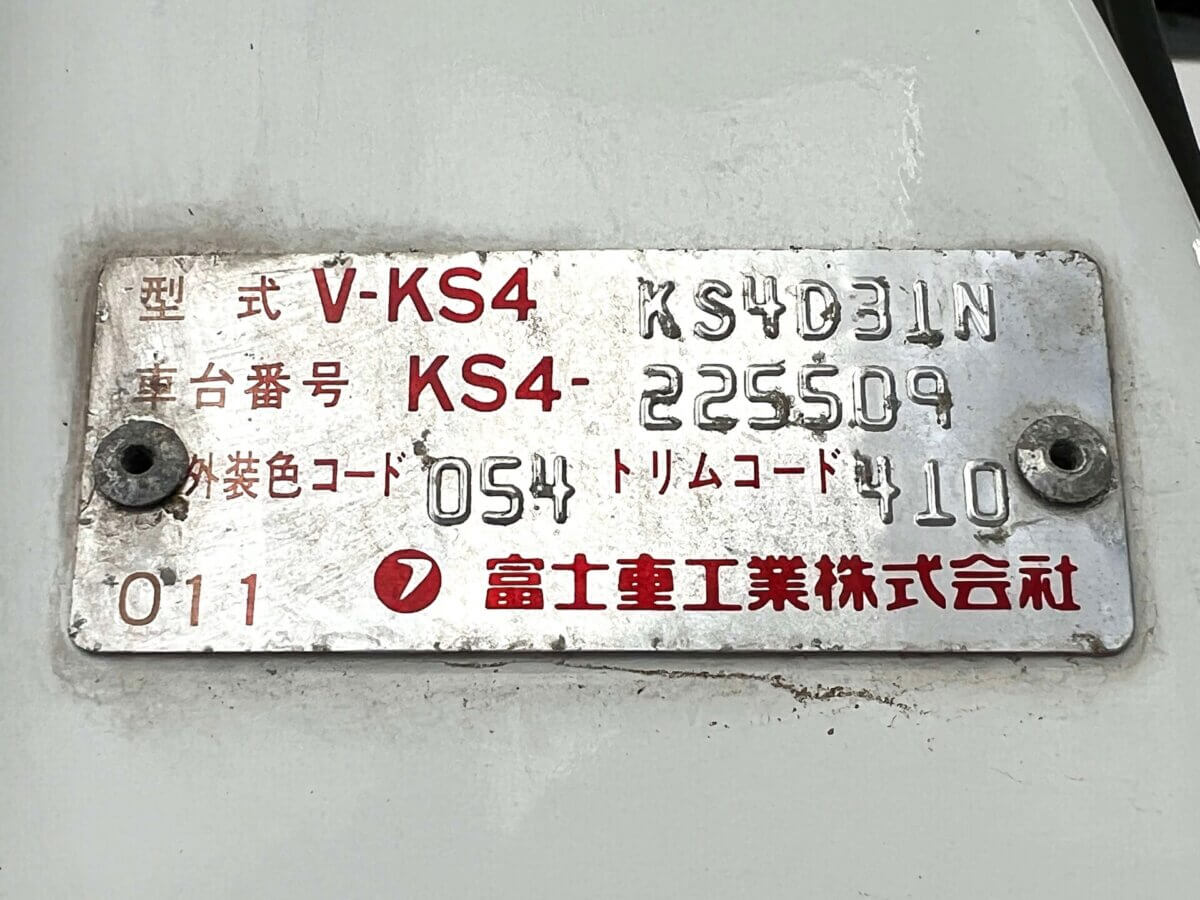 型 式 V-KS4 KS4D31N
車台番号 KS4- 225509
外装色コード 054 トリムコード 410
011 フ 富士重工業株式会社